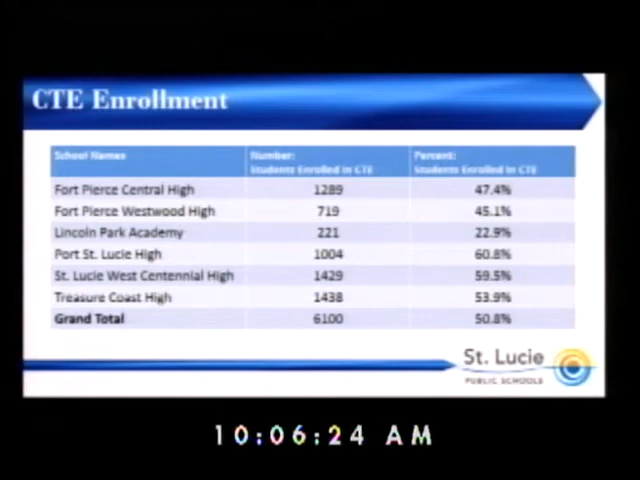 CTE Enrollment
School Names Number: Students Enrolled in CTE Percent: Students Enrolled in CTE
Fort Pierce Central High 1289 47.4%
Fort Pierce Westwood High 719 45.1%
Lincoln Park Academy 221 22.9%
Port St. Lucie High 1004 60.8%
St. Lucie West Centennial High 1429 59.5%
Treasure Coast High 1438 53.9%
Grand Total 6100 50.8%
St. Lucie
PUBLIC SCHOOLS
10:06:24 AM